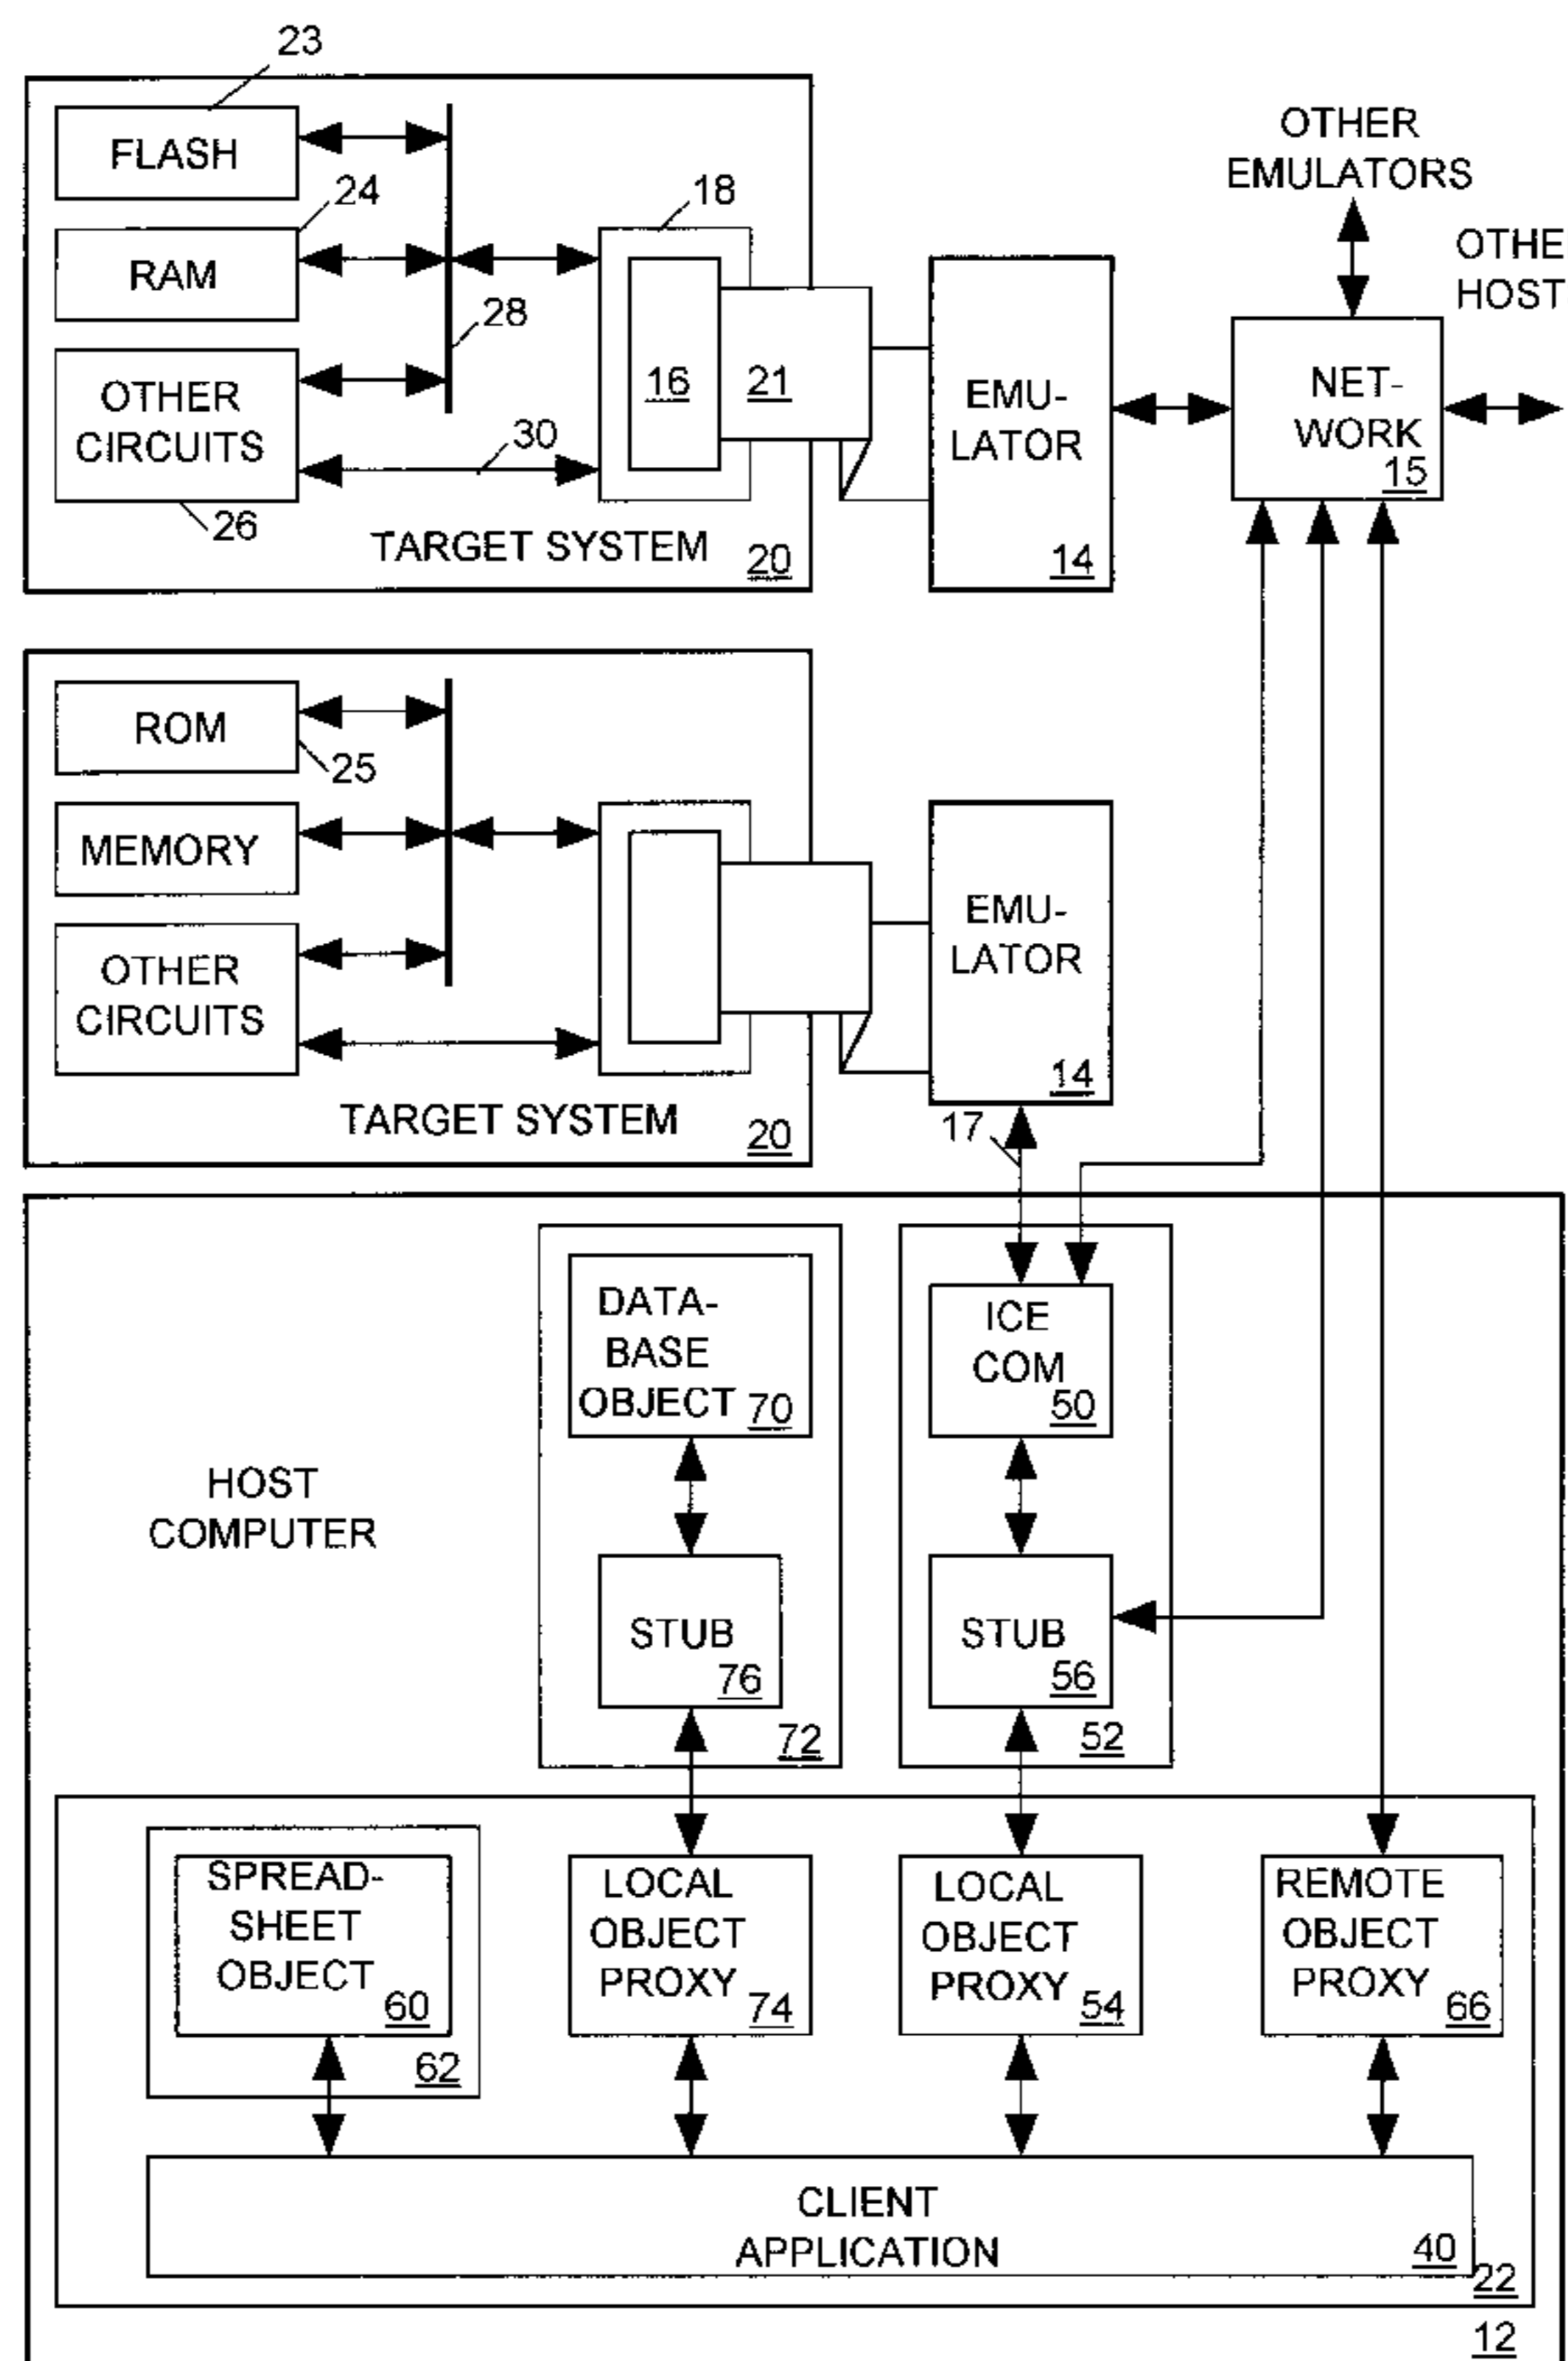 23
FLASH
24
RAM
18
28
OTHER
CIRCUITS
30
26
16
21
TARGET SYSTEM
20
EMU-
LATOR
14
OTHER
EMULATORS
OTHE
HOST
NET-
WORK
15
ROM
25
MEMORY
OTHER
CIRCUITS
TARGET SYSTEM
20
EMU-
LATOR
14
17
HOST
COMPUTER
DATA-
BASE
OBJECT 70
STUB
76
72
ICE
COM
50
STUB
56
52
SPREAD-
SHEET
OBJECT
60
62
LOCAL
OBJECT
PROXY
74
LOCAL
OBJECT
PROXY
54
REMOTE
OBJECT
PROXY
66
CLIENT
APPLICATION
40
22
12